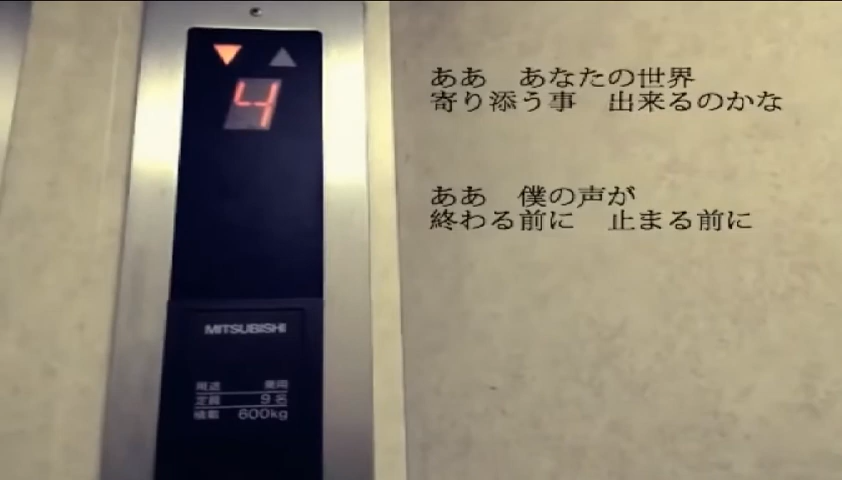 4
MITSUBISHI
用途 乗用
定員 9名
積載 600kg
ああ　あなたの世界
寄り添う事　出来るのかな
ああ　僕の声が
終わる前に　止まる前に